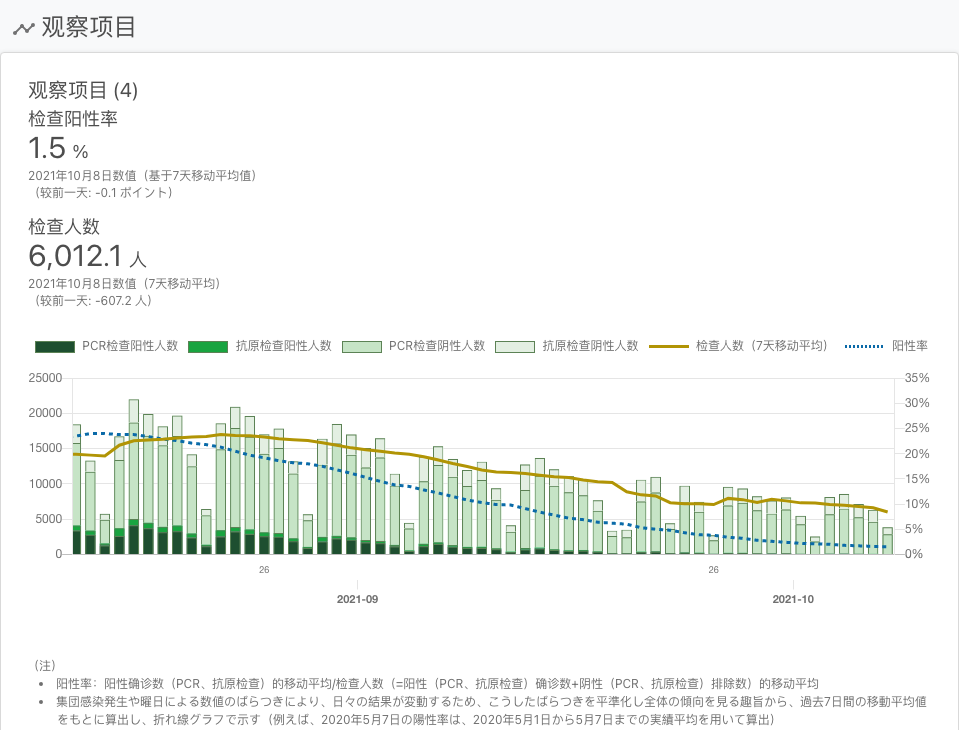 观察项目
观察项目 (4)
检查阳性率
1.5 %
2021年10月8日数值（基于7天移动平均值）
（较前一天: -0.1 ポイント）
检查人数
6,012.1 人
2021年10月8日数值（7天移动平均）
（较前一天: -607.2 人）
PCR检查阳性人数 抗原检查阳性人数 PCR检查阴性人数 抗原检查阴性人数 检查人数（7天移动平均） 阳性率
25000 35%
30%
20000
25%
15000 20%
15%
10000
10%
5000
5%
0 0%
26 26
2021-09 2021-10
（注）
• 阳性率：阳性确诊数（PCR、抗原检查）的移动平均/检查人数（=阳性（PCR、抗原检查）确诊数+阴性（PCR、抗原检查）排除数）的移动平均
• 集団感染発生や曜日による数値のばらつきにより、日々の結果が変動するため、こうしたばらつきを平準化し全体の傾向を見る趣旨から、過去7日間の移動平均値
をもとに算出し、折れ線グラフで示す（例えば、2020年5月7日の陽性率は、2020年5月1日から5月7日までの実績平均を用いて算出）